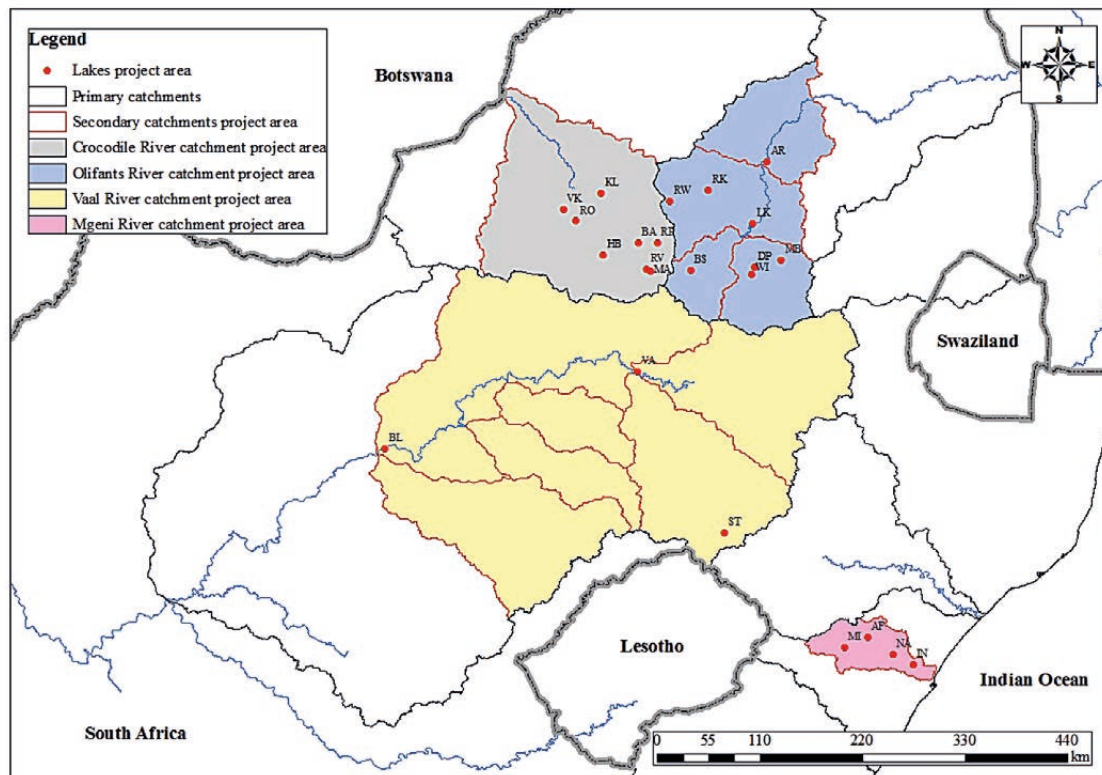 Legend
Lakes project area
Primary catchments
Secondary catchments project area
Crocodile River catchment project area
Olifants River catchment project area
Vaal River catchment project area
Mgeni River catchment project area
N
W E
S
Botswana
AR
KL
RW
RK
VK
RO
LK
BA
HB
MB
RV
MA
BS
DP
WI
Swaziland
VA
BL
ST
Lesotho
AF
MI
NA
IN
Indian Ocean
South Africa
0 55 110 220 330 440
km